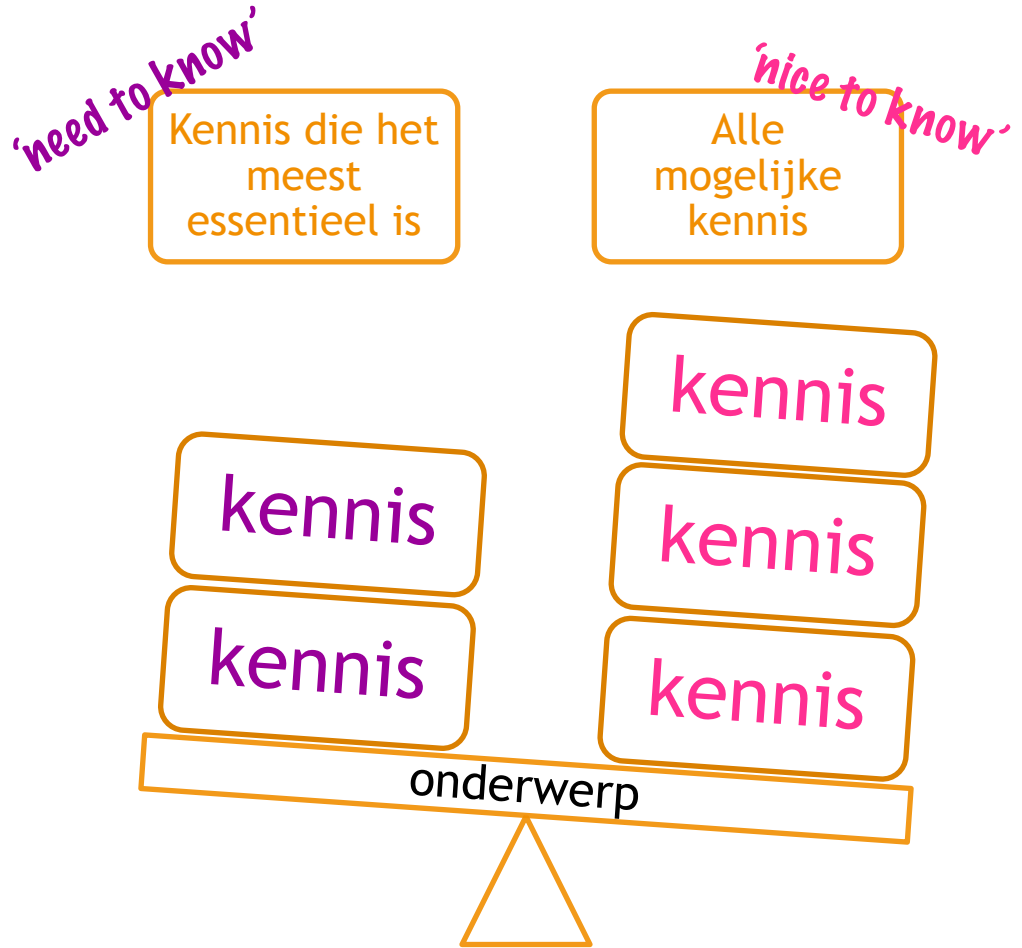 ‘need to know’
Kennis die het
meest
essentieel is
‘nice to know’
Alle
mogelijke
kennis
kennis
kennis
kennis
kennis
kennis
onderwerp